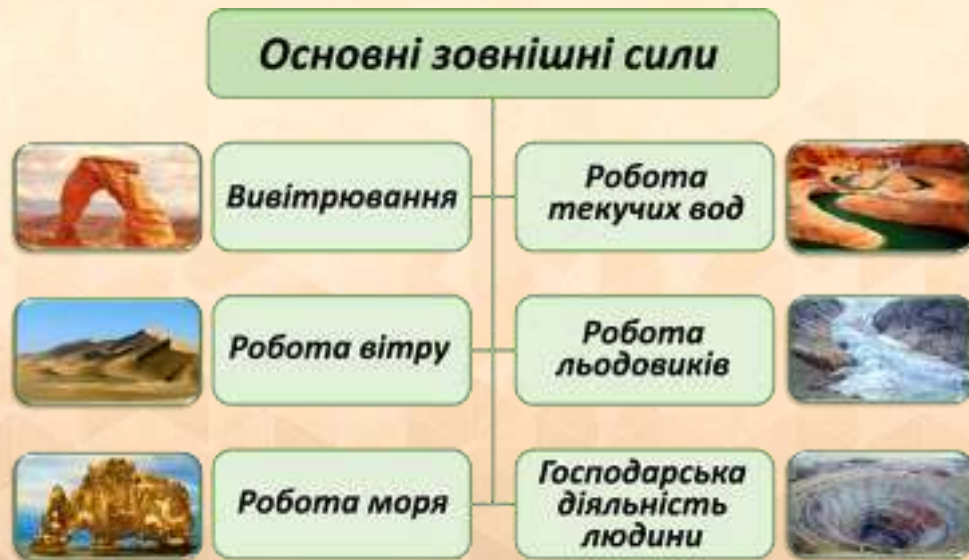 Основні зовнішні сили
Вивітрювання
Робота
текучих вод
Робота вітру
Робота
льодовиків
Робота моря
Господарська
діяльність
людини